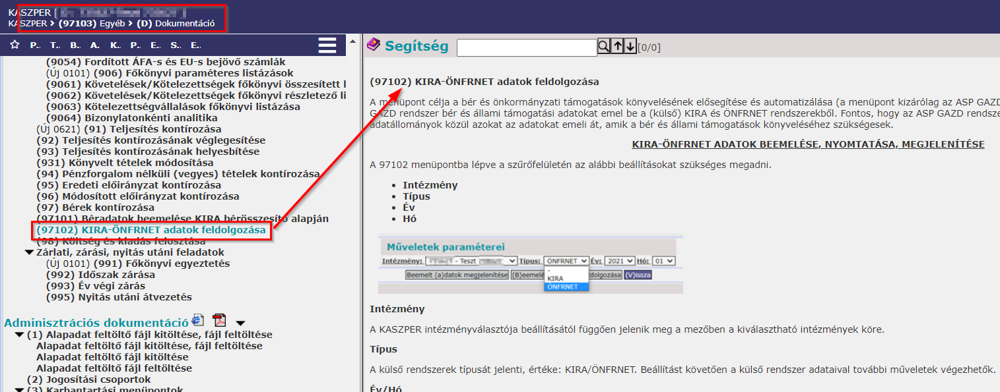 KASZPER [
KASZPER > (97103) Egyéb > (D) Dokumentáció
P.. T.. B.. A.. K.. P.. E.. S.. E..
(9054) Fordított ÁFA-s és EU-s bejövő számlák
(Új 0101) (906) Főkönyvi paraméteres listázások
(9061) Követelések/Kötelezettségek főkönyvi összesített l
(9062) Követelések/Kötelezettségek főkönyvi részletező li
(9063) Kötelezettségvállalások főkönyvi listázása
(9064) Bizonylatonkénti analitika
(Új 0621) (91) Teljesítés kontírozása
(92) Teljesítés kontírozásának véglegesítése
(93) Teljesítés kontírozásának helyesbítése
(931) Könyvelt tételek módosítása
(94) Pénzforgalom nélküli (vegyes) tételek kontírozása
(95) Eredeti előirányzat kontírozása
(96) Módosított előirányzat kontírozása
(97) Bérek kontírozása
(97101) Béradatok beemelése KIRA bérösszesítő alapján
(97102) KIRA-ÖNFRNET adatok feldolgozása
(98) Költség és kiadás felosztása
Zárlati, zárási, nyitás utáni feladatok
(Új 0101) (991) Főkönyvi egyeztetés
(992) Időszak zárása
(993) Év végi zárás
(995) Nyitás utáni átvezetés
Adminisztrációs dokumentáció
(1) Alapadat feltöltő fájl kitöltése, fájl feltöltése
Alapadat feltöltő fájl kitöltése, fájl feltöltése
Alapadat feltöltő fájl kitöltése
Alapadat feltöltő fájl feltöltése
(2) Jogosítási csoportok
(3) Karbantartási menüpontok
Segítség [0/0]
(97102) KIRA-ÖNFRNET adatok feldolgozása
A menüpont célja a bér és önkormányzati támogatások könyvelésének elősegítése és automatizálása (a menüpont kizárólag az ASP GAZD
GAZD rendszer bér és állami támogatási adatokat emel be a (külső) KIRA és ÖNFRNET rendszerekből. Fontos, hogy az ASP GAZD rendsze
adatállományok közül azokat az adatokat emeli át, amik a bér és állami támogatások könyveléséhez szükségesek.
KIRA-ÖNFRNET ADATOK BEEMELÉSE, NYOMTATÁSA, MEGJELENÍTÉSE
A 97102 menüpontba lépve a szűrőfelületén az alábbi beállításokat szükséges megadni.
• Intézmény
• Típus
• Év
• Hó
Műveletek paraméterei
Intézmény: - Teszt Típus: ÖNFRNET Év: 2021 Hó: 01
Beemelt (a)datok megjelenítése (B)eemelé dolgozása (V)issza
-
KIRA
ÖNFRNET
Intézmény
A KASZPER intézményválasztója beállításától függően jelenik meg a mezőben a kiválasztható intézmények köre.
Típus
A külső rendszerek típusát jelenti, értéke: KIRA/ÖNFRNET. Beállítást követően a külső rendszer adataival további műveletek végezhetők.
Év/Hó